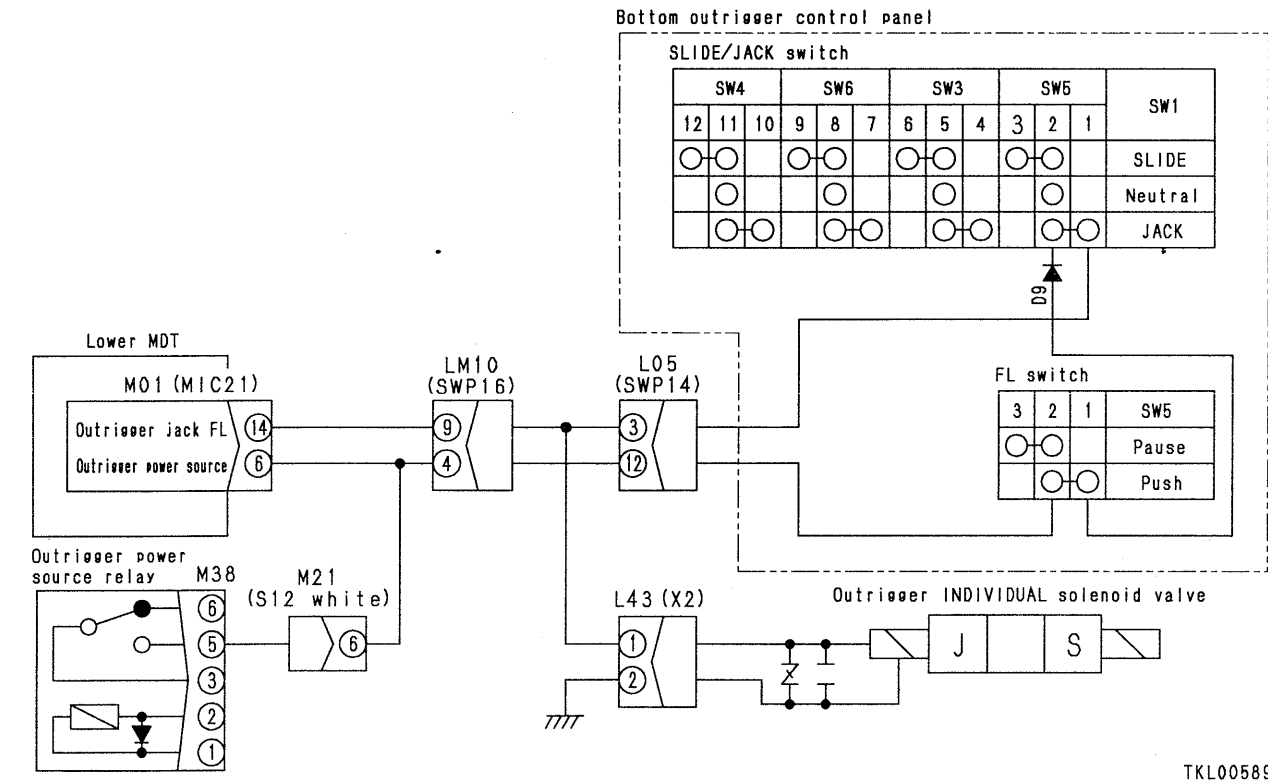 Bottom outrigger control panel
SLIDE/JACK switch
SW4 SW6 SW3 SW5 SW1
12 11 10 9 8 7 6 5 4 3 2 1
SLIDE
Neutral
JACK
D9
Lower MDT
M01 (MIC21)
Outrigger jack FL 14
Outrigger power source 6
LM10
(SWP16)
9
4
L05
(SWP14)
3
12
FL switch
3 2 1 SW5
Pause
Push
Outrigger power
source relay
M38
6
5
3
2
1
M21
(S12 white)
6
L43 (X2)
1
2
Outrigger INDIVIDUAL solenoid valve
J S
TKL00589